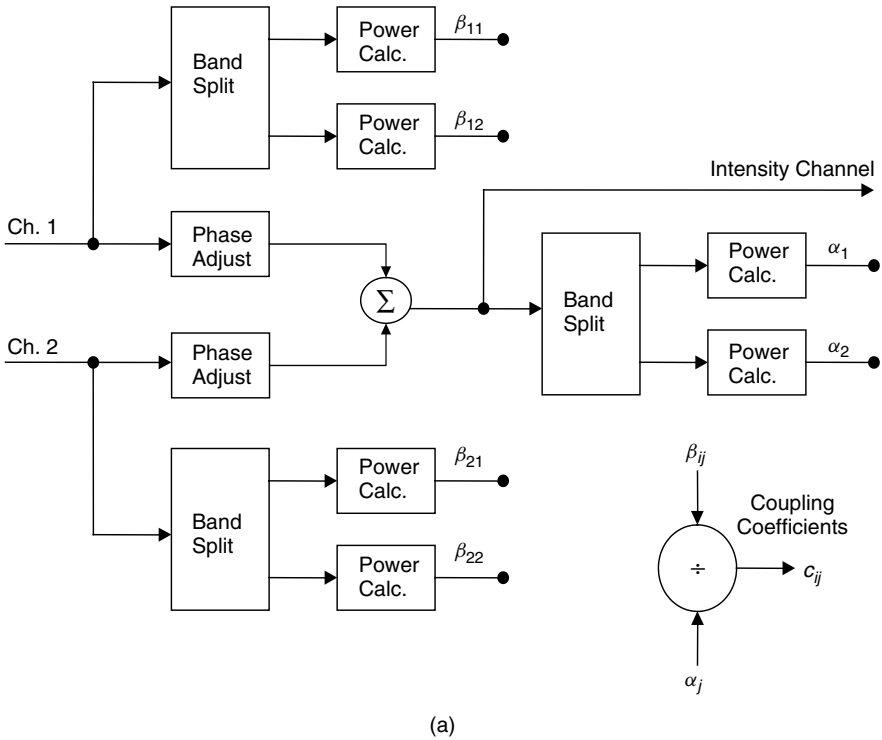 Band
Split
Power
Calc.
β11
Power
Calc.
β12
Ch. 1
Phase
Adjust
Σ
Intensity Channel
Band
Split
Power
Calc.
α1
Power
Calc.
α2
Ch. 2
Phase
Adjust
Band
Split
Power
Calc.
β21
Power
Calc.
β22
βij
Coupling
Coefficients
÷
cij
αj
(a)